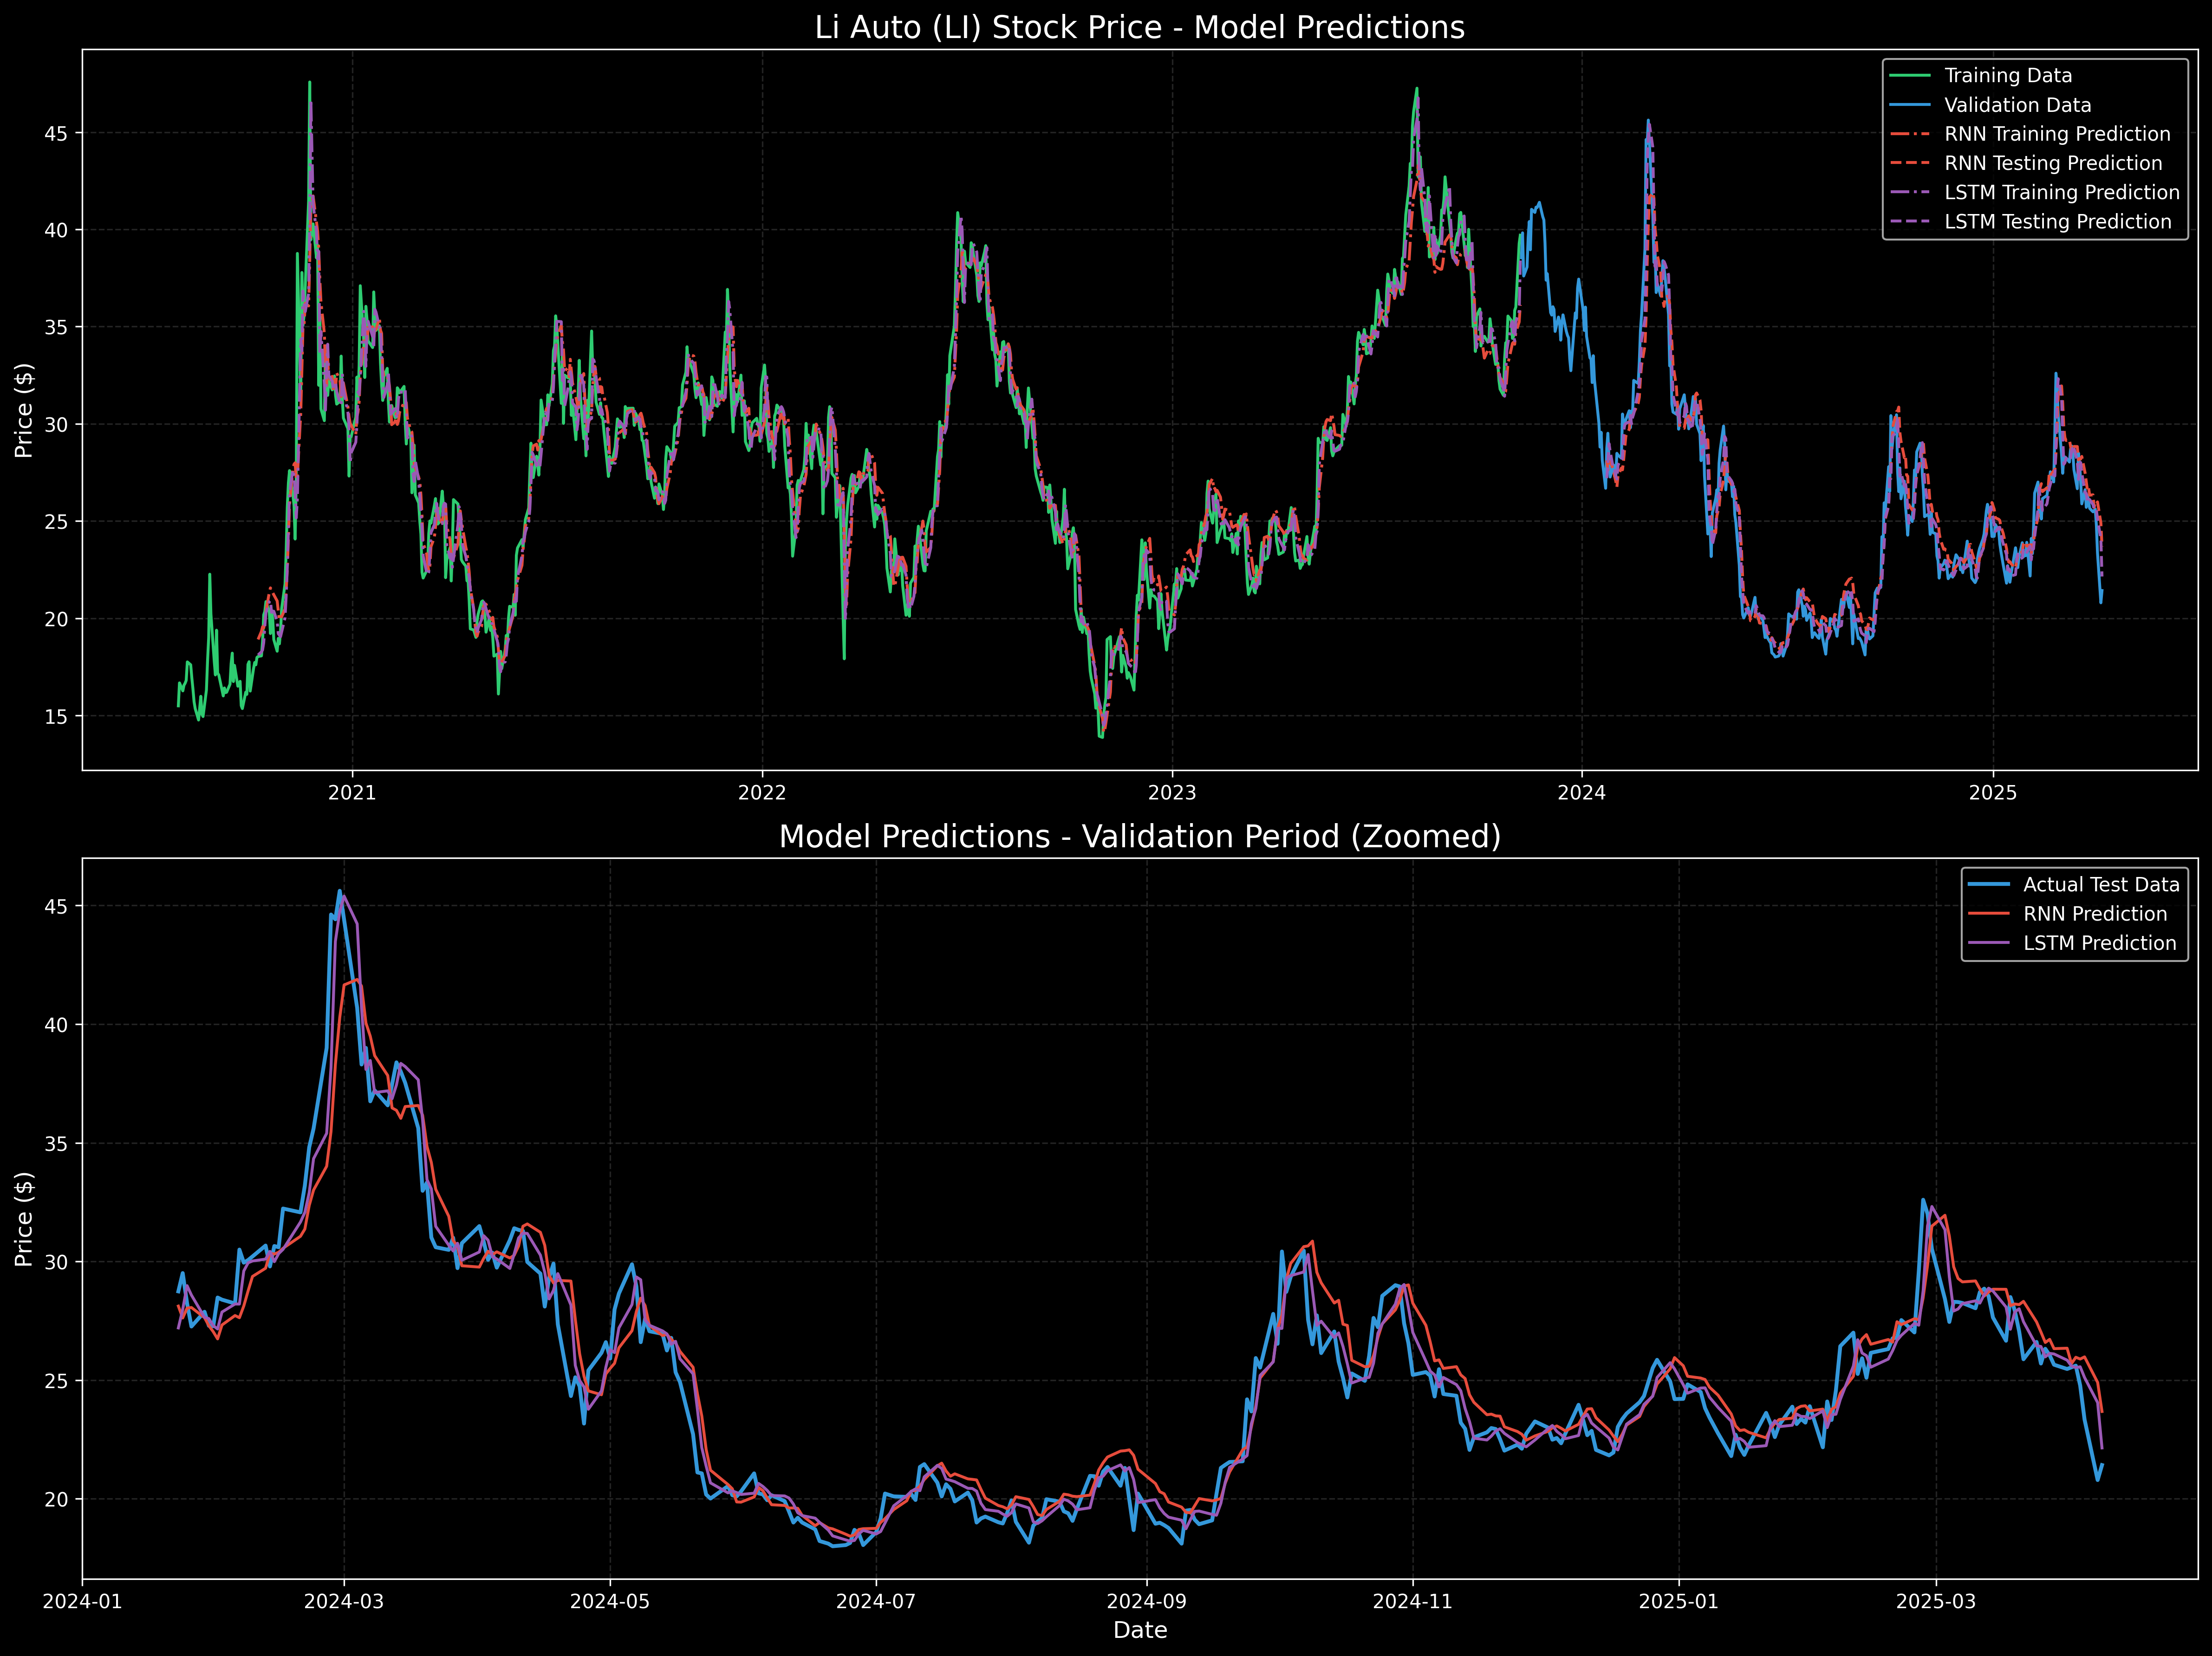 Li Auto (LI) Stock Price - Model Predictions
Price ($)
45
40
35
30
25
20
15
2021
2022
2023
2024
2025
Training Data
Validation Data
RNN Training Prediction
RNN Testing Prediction
LSTM Training Prediction
LSTM Testing Prediction
Model Predictions - Validation Period (Zoomed)
Price ($)
45
40
35
30
25
20
2024-01
2024-03
2024-05
2024-07
2024-09
2024-11
2025-01
2025-03
Date
Actual Test Data
RNN Prediction
LSTM Prediction